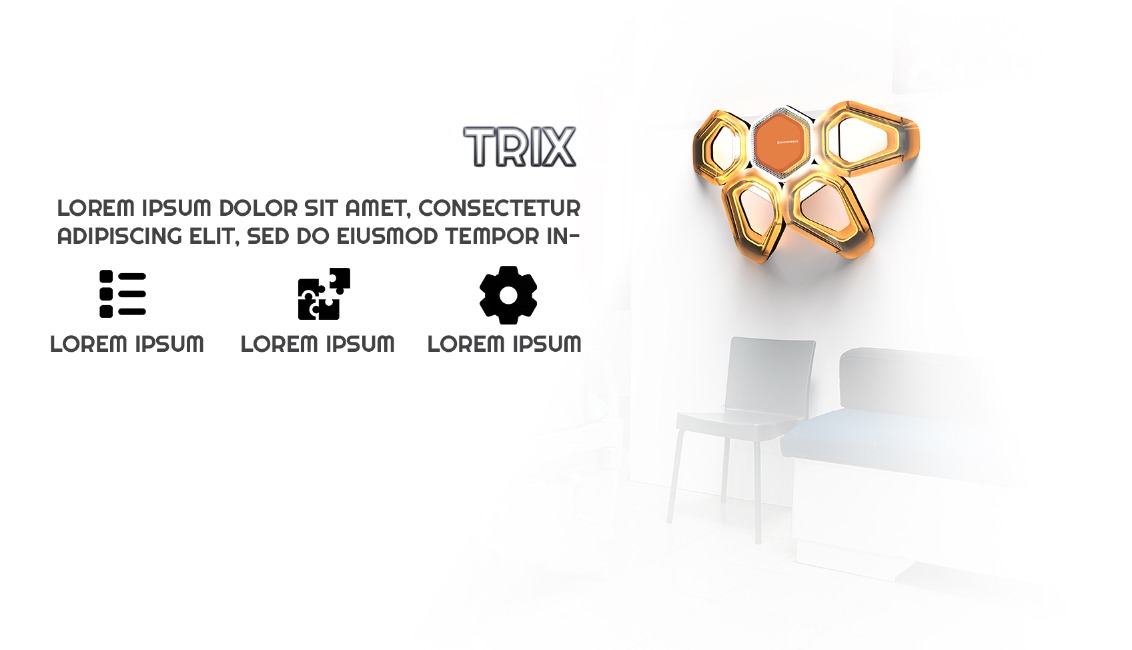 TRIX
LOREM IPSUM DOLOR SIT AMET, CONSECTETUR
ADIPISCING ELIT, SED DO EIUSMOD TEMPOR IN-
LOREM IPSUM LOREM IPSUM LOREM IPSUM